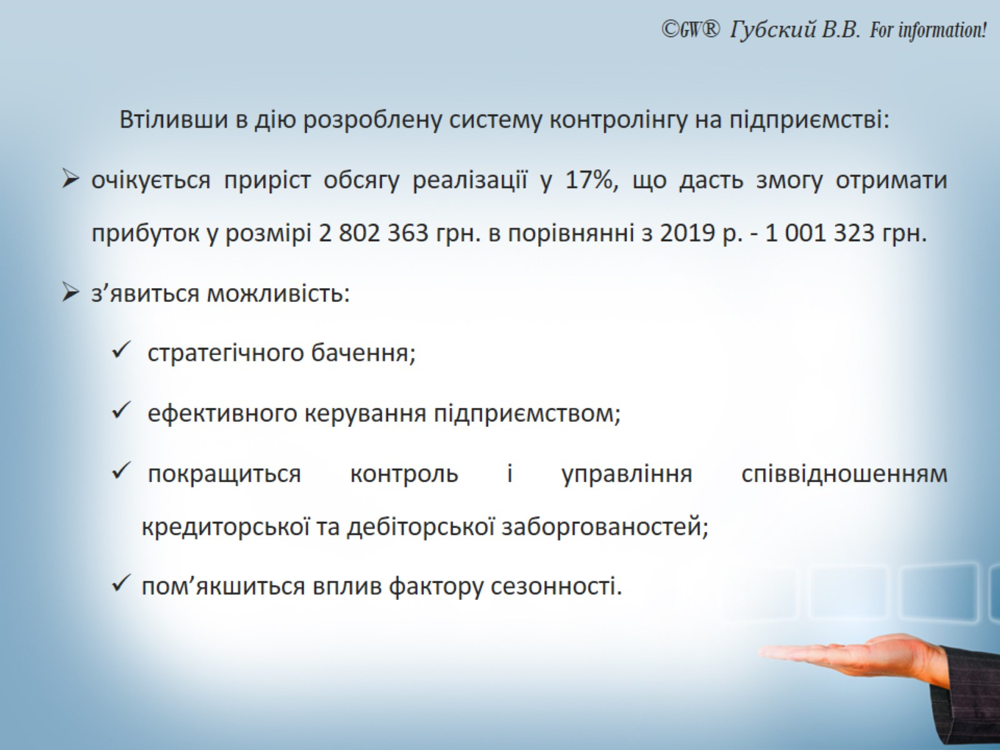 ©GW® Губский В.В. For information!
Втіливши в дію розроблену систему контролінгу на підприємстві:
➢ очікується приріст обсягу реалізації у 17%, що дасть змогу отримати
прибуток у розмірі 2 802 363 грн. в порівнянні з 2019 р. - 1 001 323 грн.
➢ з’явиться можливість:
✓ стратегічного бачення;
✓ ефективного керування підприємством;
✓ покращиться контроль і управління співвідношенням
кредиторської та дебіторської заборгованостей;
✓ пом’якшиться вплив фактору сезонності.